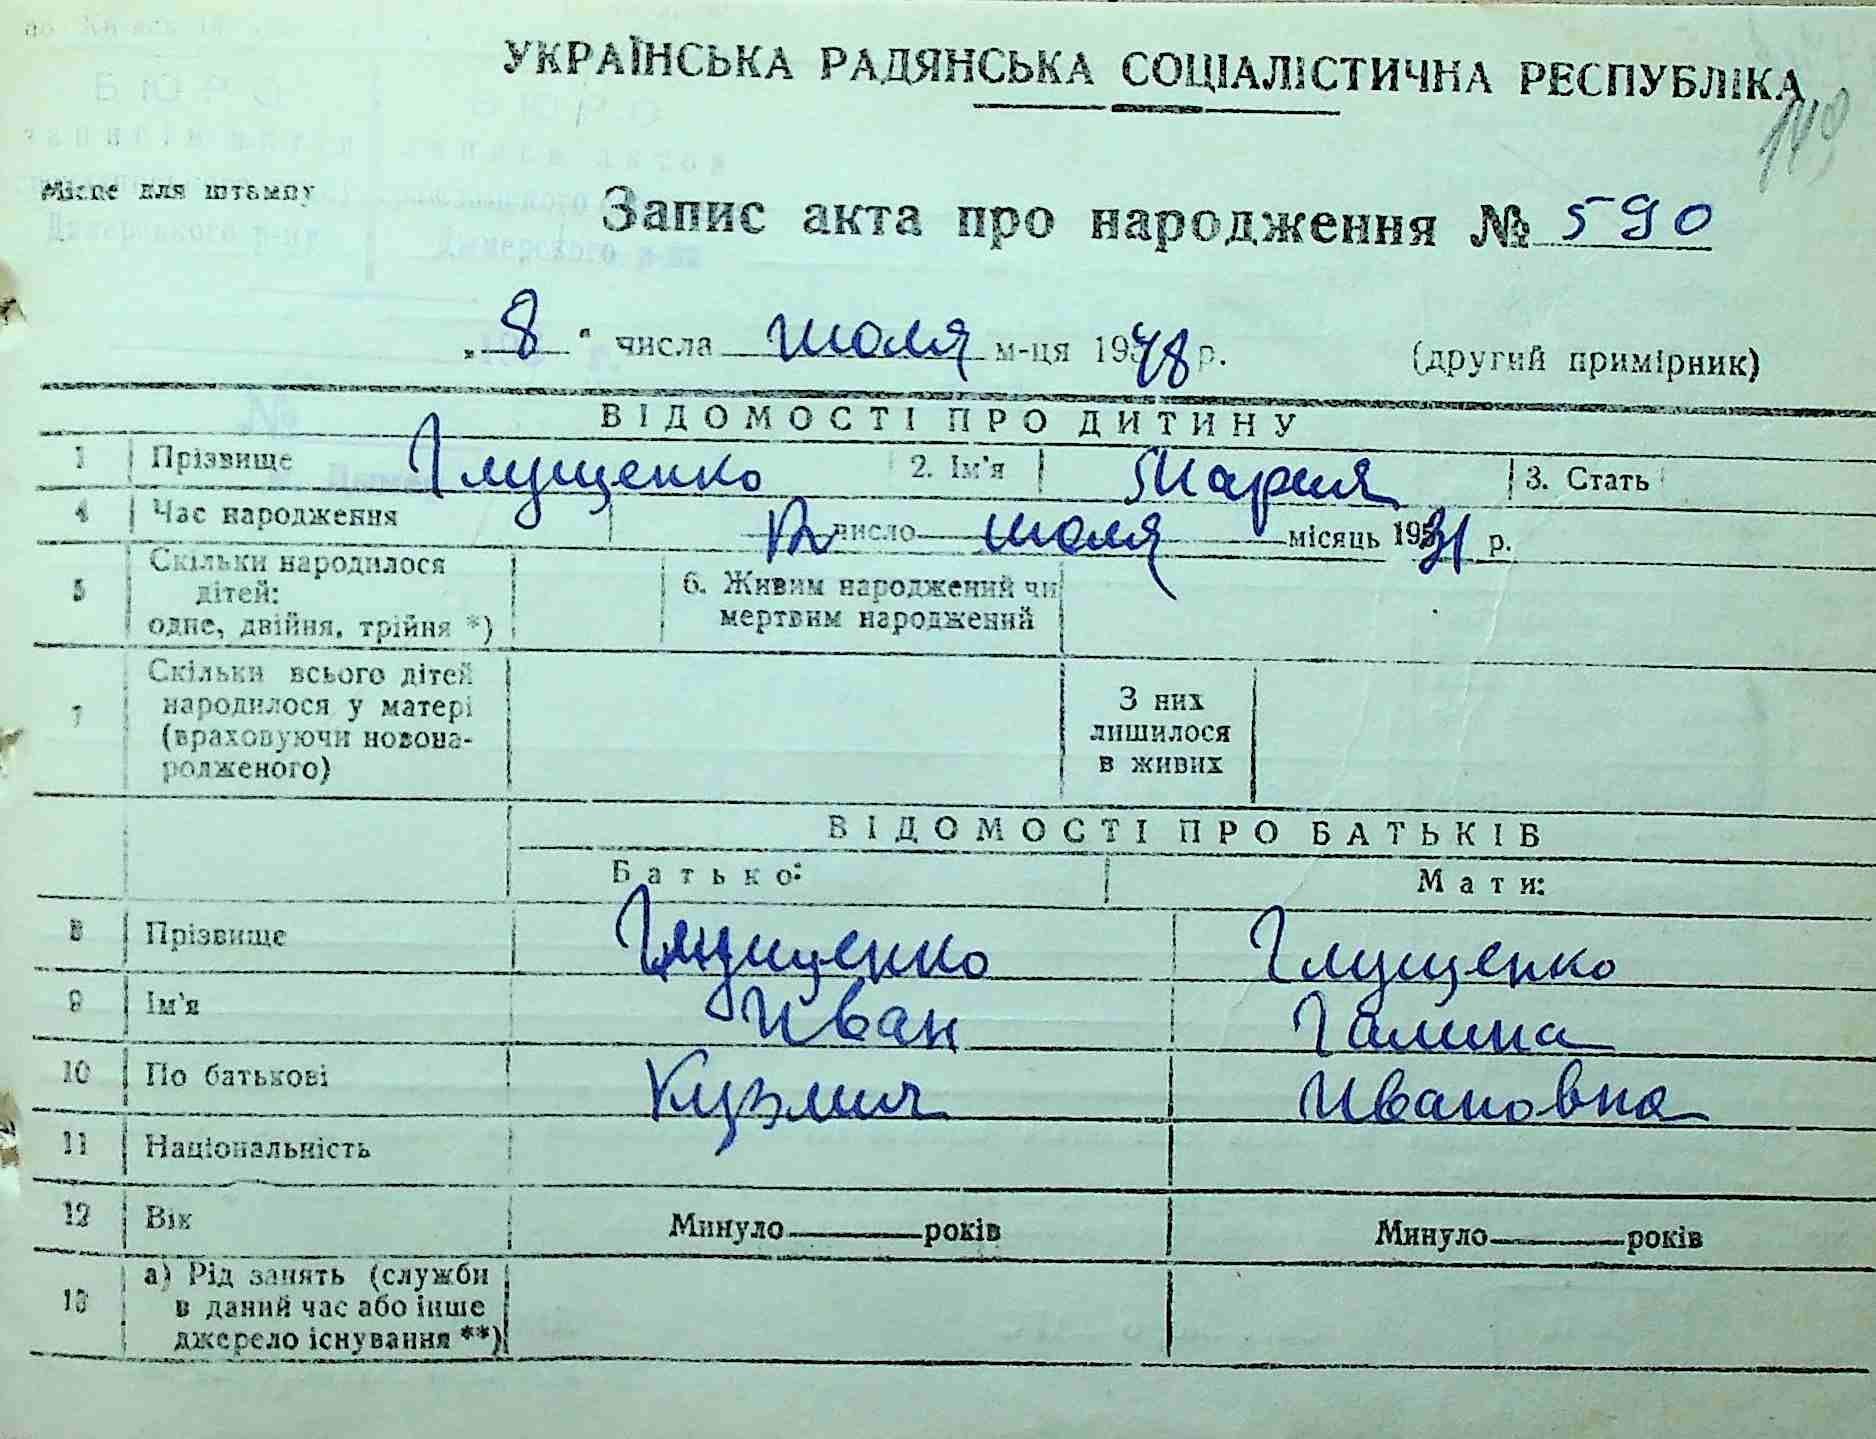 УКРАЇНСЬКА РАДЯНСЬКА СОЦІАЛІСТИЧНА РЕСПУБЛІКА
149
Місце для штампу
Запис акта про народження № 590
„8“ числа июля м-ця 1948 р. (другий примірник)
ВІДОМОСТІ ПРО ДИТИНУ
1 Прізвище Глущенко 2. Ім'я Мария 3. Стать
4 Час народження 12 число июля місяць 1931 р.
5 Скільки народилося дітей: одне, двійня, трійня *) 6. Живим народжений чи мертвим народжений
7 Скільки всього дітей народилося у матері (враховуючи новонародженого) З них лишилося в живих
ВІДОМОСТІ ПРО БАТЬКІВ
Батько: Мати:
8 Прізвище Глущенко Глущенко
9 Ім'я Иван Галина
10 По батькові Кузмич Ивановна
11 Національність
12 Вік Минуло——років Минуло——років
13 а) Рід занять (служби в даний час або інше джерело існування **)